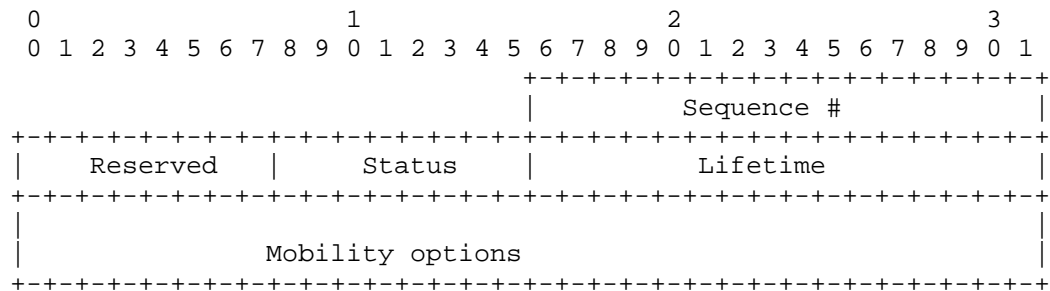 0                   1                   2                   3
 0 1 2 3 4 5 6 7 8 9 0 1 2 3 4 5 6 7 8 9 0 1 2 3 4 5 6 7 8 9 0 1
                                +-+-+-+-+-+-+-+-+-+-+-+-+-+-+-+-+
                                |         Sequence #            |
+-+-+-+-+-+-+-+-+-+-+-+-+-+-+-+-+-+-+-+-+-+-+-+-+-+-+-+-+-+-+-+-+
|    Reserved   |     Status    |          Lifetime             |
+-+-+-+-+-+-+-+-+-+-+-+-+-+-+-+-+-+-+-+-+-+-+-+-+-+-+-+-+-+-+-+-+
|                                                               |
|               Mobility options                                |
+-+-+-+-+-+-+-+-+-+-+-+-+-+-+-+-+-+-+-+-+-+-+-+-+-+-+-+-+-+-+-+-+